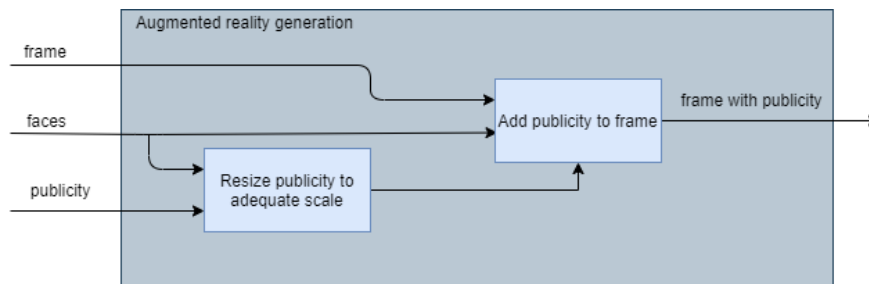 Augmented reality generation
frame
faces
publicity
Resize publicity to
adequate scale
Add publicity to frame
frame with publicity